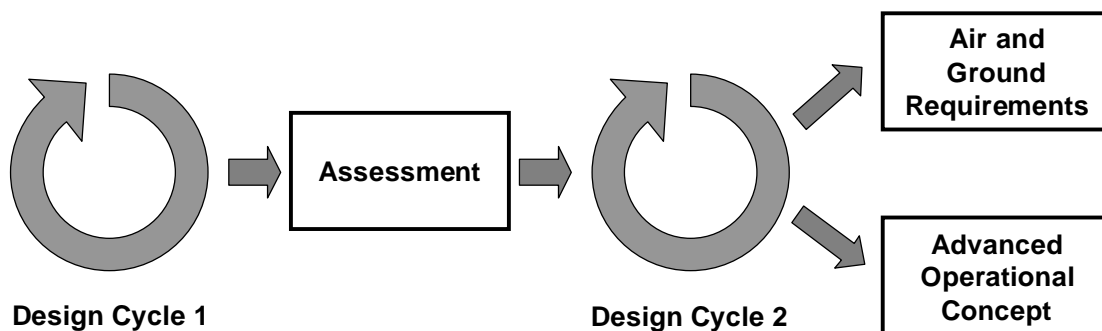 Design Cycle 1
Assessment
Design Cycle 2
Air and
Ground
Requirements
Advanced
Operational
Concept